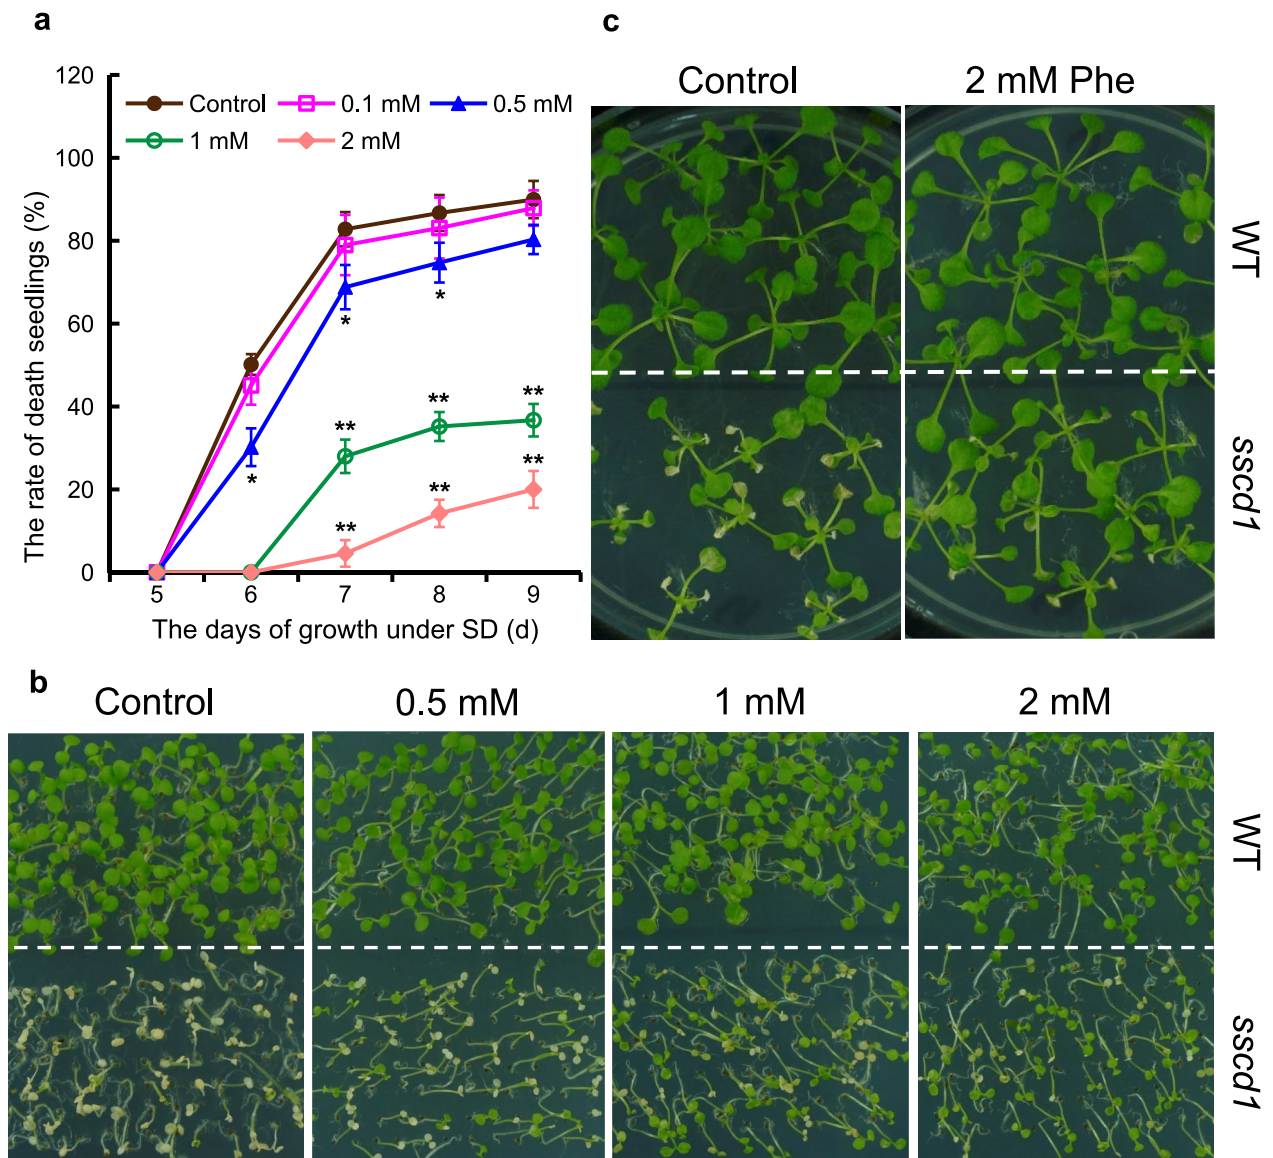 a
120
100
80
60
40
20
0
The rate of death seedlings (%)
Control 0.1 mM 0.5 mM
1 mM 2 mM
*
*
*
**
**
**
**
**
**
5 6 7 8 9
The days of growth under SD (d)
c
Control 2 mM Phe
WT
sscd1
b
Control 0.5 mM 1 mM 2 mM
WT
sscd1